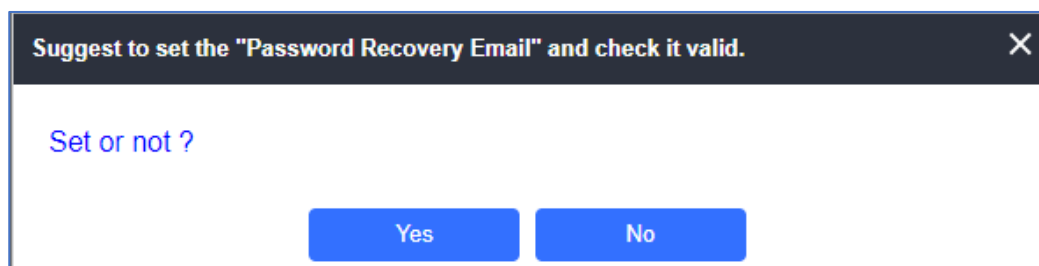 Suggest to set the "Password Recovery Email" and check it valid.
Set or not ?
Yes
No